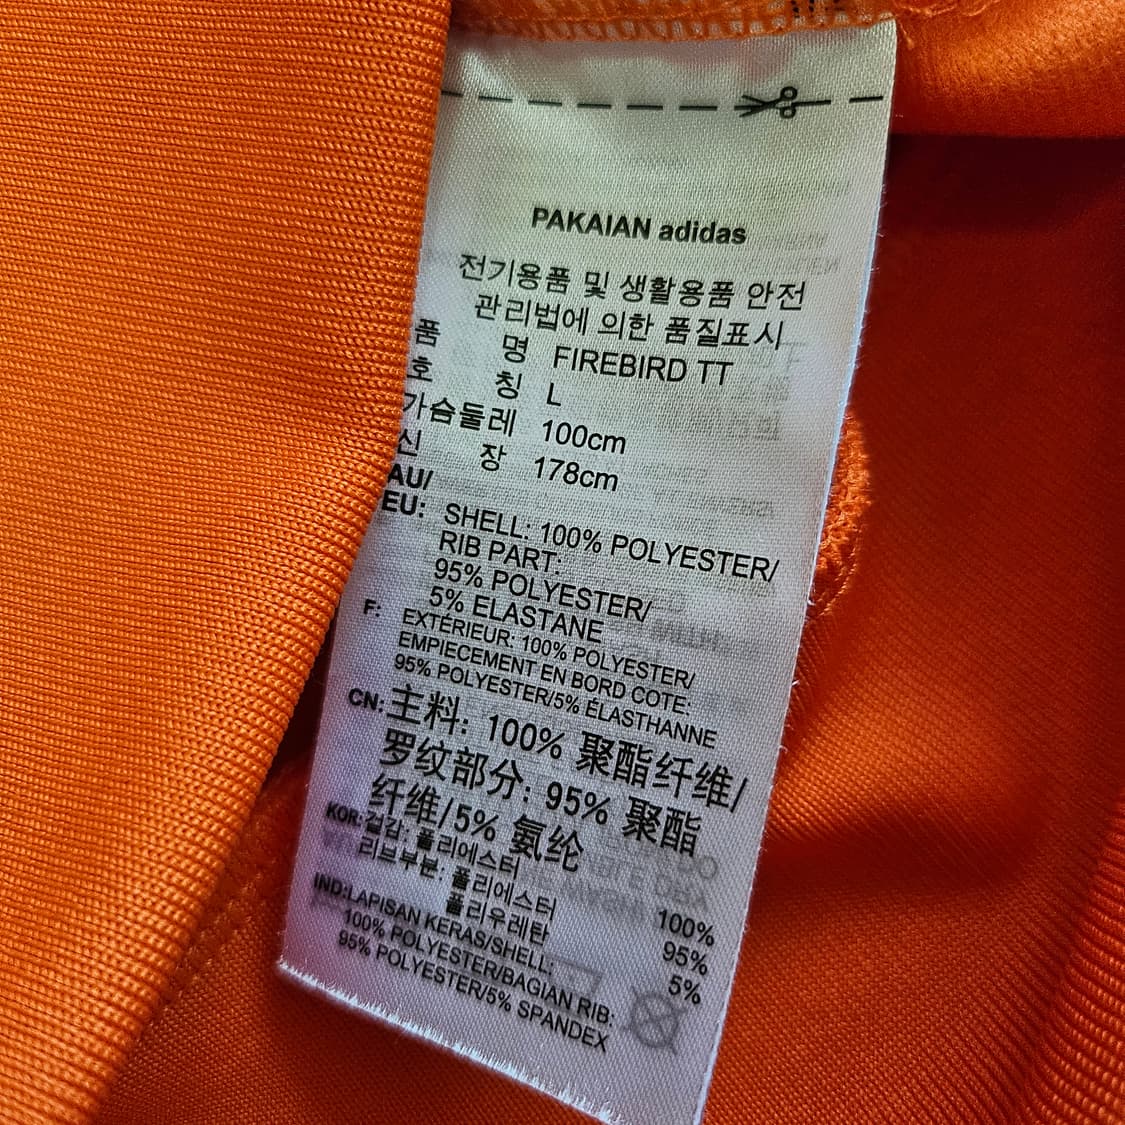 PAKAIAN adidas
전기용품 및 생활용품 안전
관리법에 의한 품질표시
품 명 FIREBIRD TT
호 칭 L
가슴둘레 100cm
신 장 178cm
AU/
EU: SHELL: 100% POLYESTER/
RIB PART:
95% POLYESTER/
5% ELASTANE
F: EXTÉRIEUR: 100% POLYESTER/
EMPIECEMENT EN BORD COTE:
95% POLYESTER/5% ÉLASTHANNE
CN: 主料: 100% 聚酯纤维/
罗纹部分: 95% 聚酯
纤维/5% 氨纶
KOR: 겉감: 폴리에스터 100%
리브부분: 폴리에스터 95%
폴리우레탄 5%
IND: LAPISAN KERAS/SHELL:
100% POLYESTER/BAGIAN RIB:
95% POLYESTER/5% SPANDEX